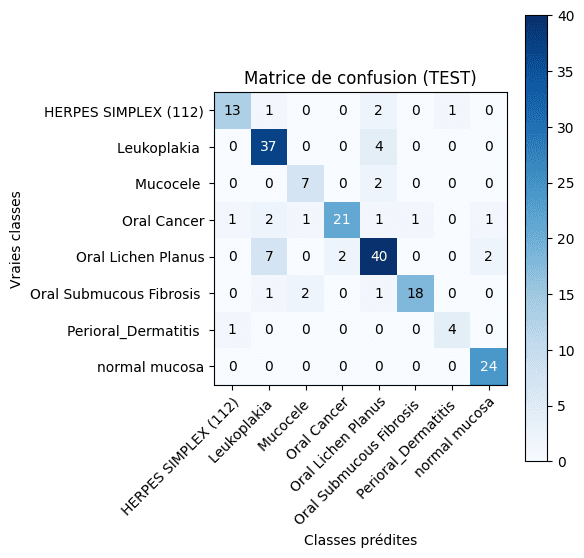 Matrice de confusion (TEST)
Vraies classes
HERPES SIMPLEX (112) 13 1 0 0 2 1 0
Leukoplakia 0 37 0 0 4 0 0 0
Mucocele 0 0 7 0 2 0 0 0
Oral Cancer 1 2 1 21 1 1 0 1
Oral Lichen Planus 0 7 0 2 40 0 0 2
Oral Submucous Fibrosis 0 1 2 0 1 18 0 0
Perioral_Dermatitis 1 0 0 0 0 0 4 0
normal mucosa 0 0 0 0 0 0 0 24
HERPES SIMPLEX (112)
Leukoplakia
Mucocele
Oral Cancer
Oral Lichen Planus
Oral Submucous Fibrosis
Perioral_Dermatitis
normal mucosa
Classes prédites
40
35
30
25
20
15
10
5
0